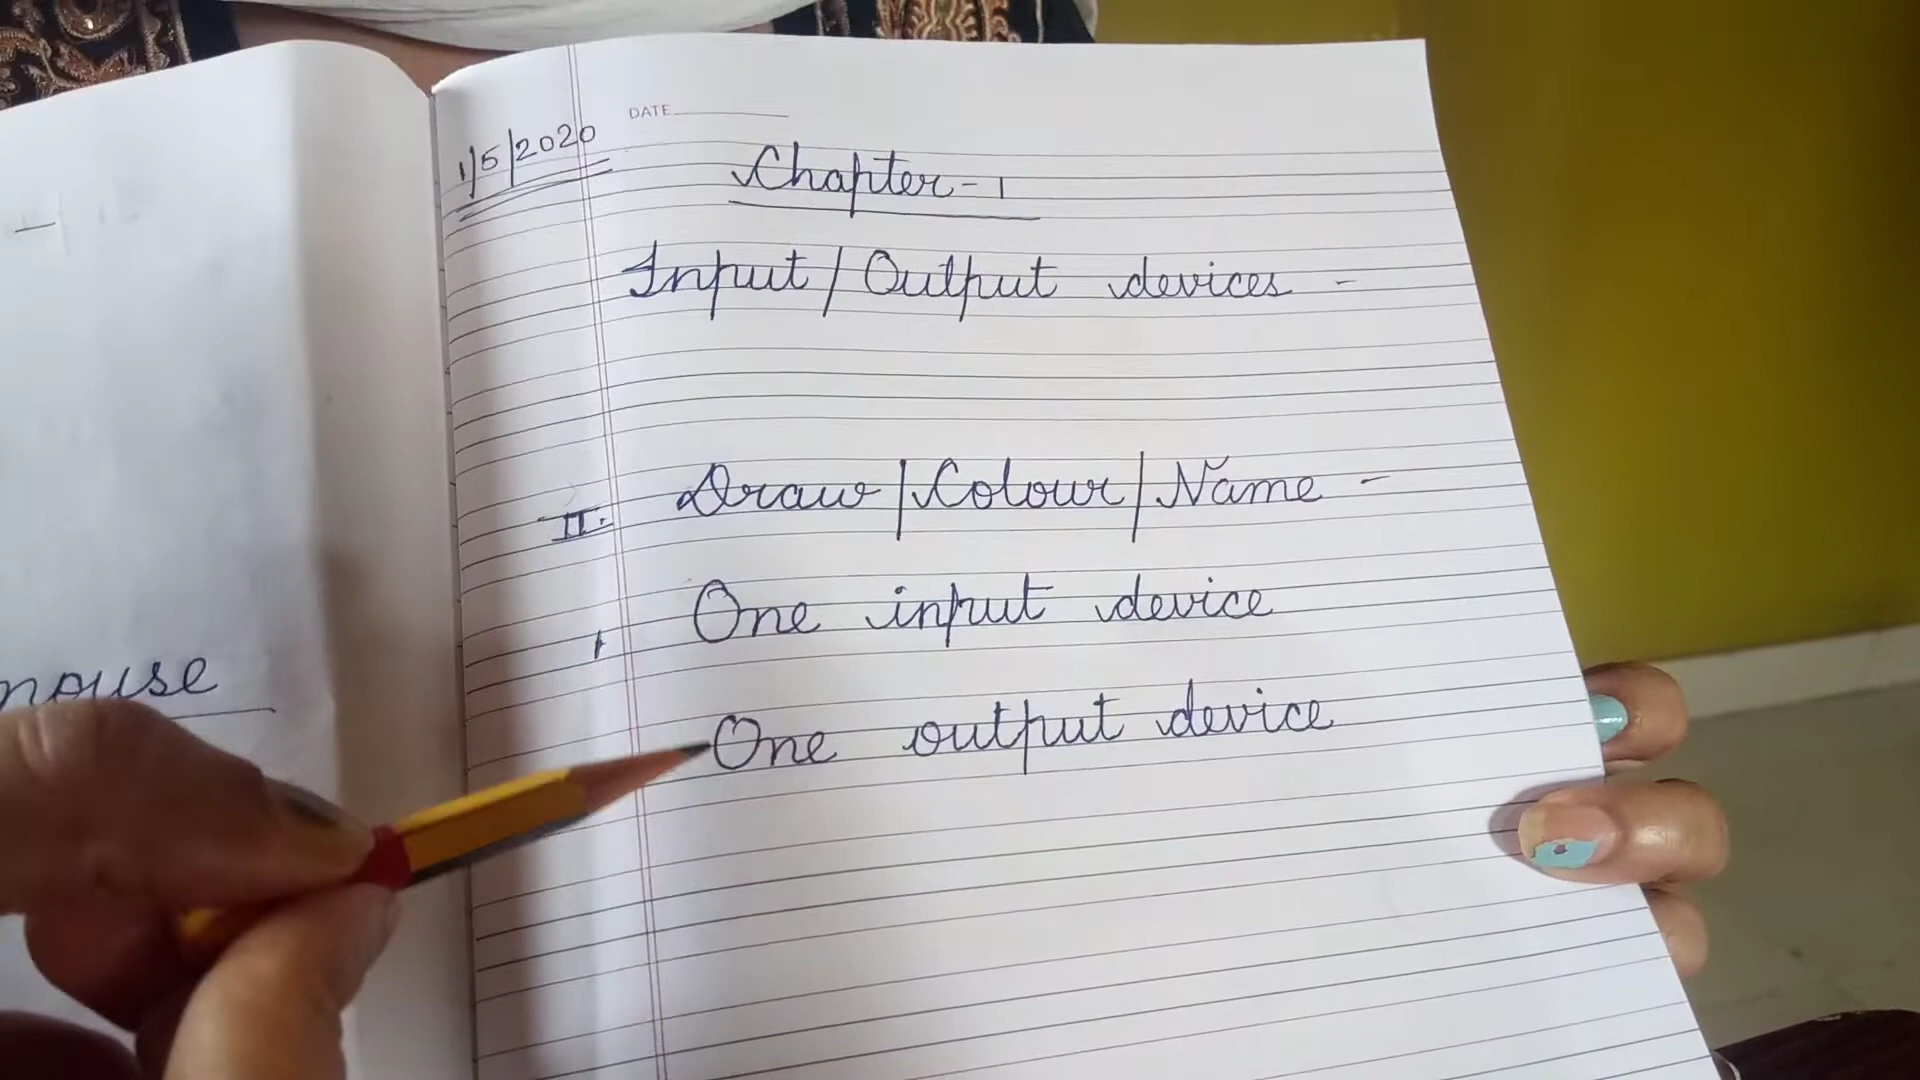 mouse
DATE
1/5/2020
Chapter-1
Input/Output devices -
II. Draw/Colour/Name -
1 One input device
One output device